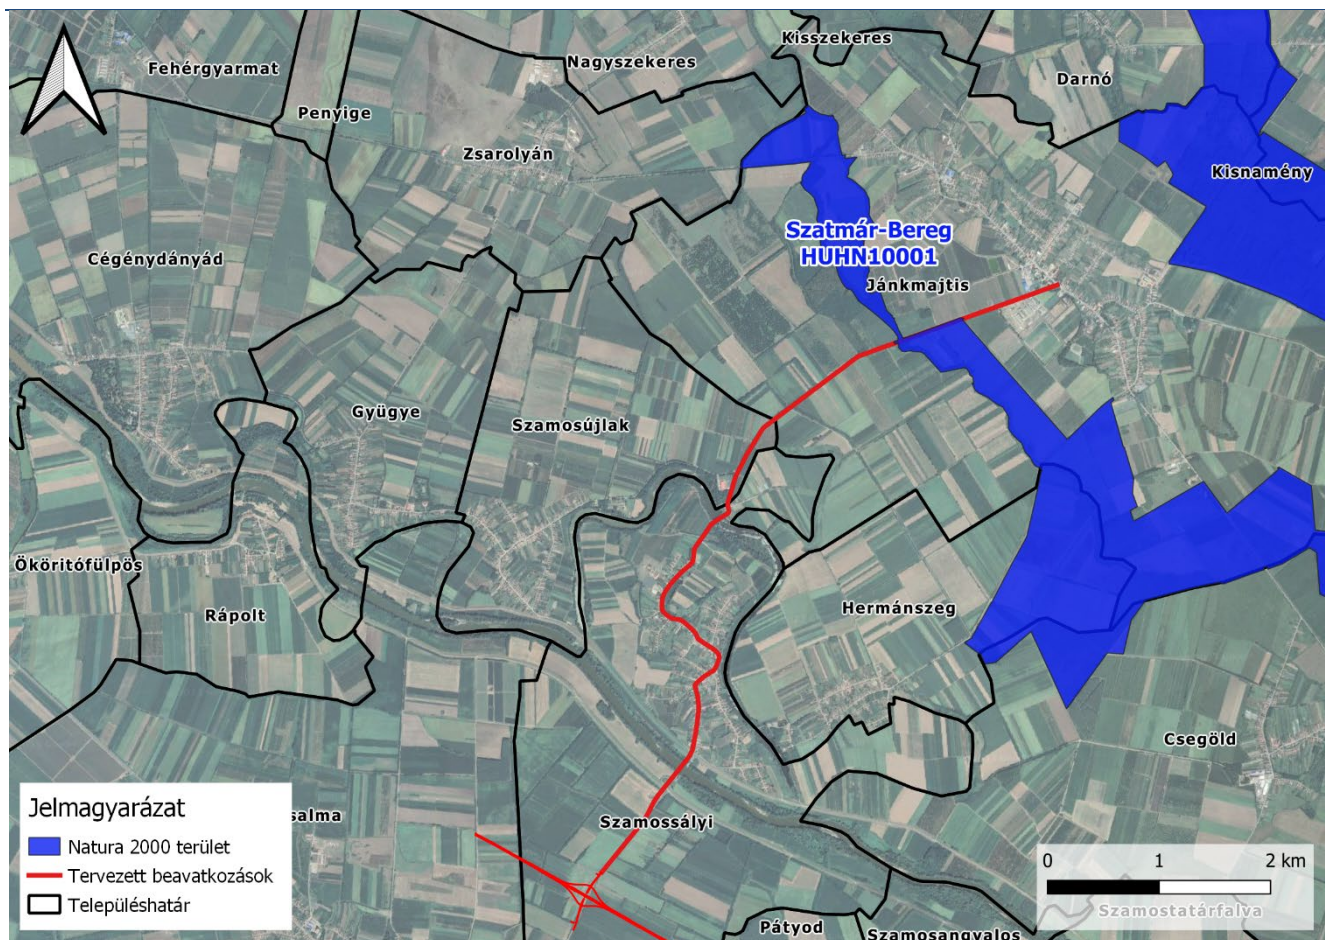 Kisszekeres
Nagyszekeres
Fehérgyarmat
Darnó
Penyige
Zsarolyán
Kisnamény
Szatmár-Bereg
HUHN10001
Cégénydányád
Jánkmajtis
Gyügye
Szamosújlak
Ököritófülpös
Rápolt
Hermánszeg
Csegöld
Szamossályi
salma
Jelmagyarázat
Natura 2000 terület
Tervezett beavatkozások
Településhatár
0 1 2 km
Szamostatárfalva
Pátyod
Szamosangyalos